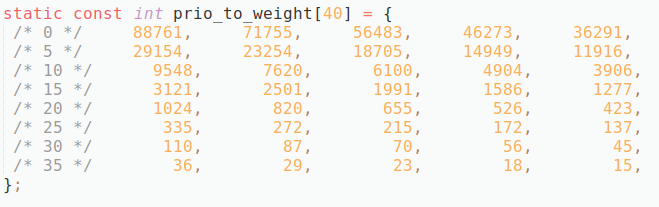 static const int prio_to_weight[40] = {
/* 0 */ 88761, 71755, 56483, 46273, 36291,
/* 5 */ 29154, 23254, 18705, 14949, 11916,
/* 10 */ 9548, 7620, 6100, 4904, 3906,
/* 15 */ 3121, 2501, 1991, 1586, 1277,
/* 20 */ 1024, 820, 655, 526, 423,
/* 25 */ 335, 272, 215, 172, 137,
/* 30 */ 110, 87, 70, 56, 45,
/* 35 */ 36, 29, 23, 18, 15,
};